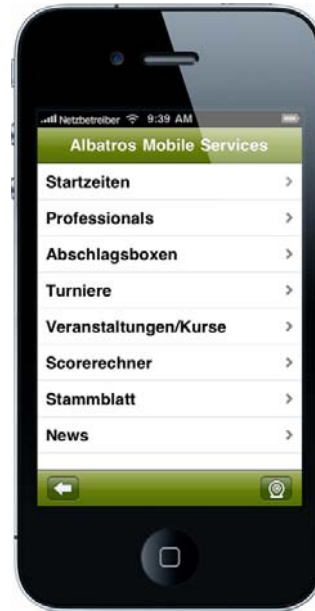 Netzbetreiber 9:39 AM
Albatros Mobile Services
Startzeiten
Professionals
Abschlagsboxen
Turniere
Veranstaltungen/Kurse
Scorerechner
Stammblatt
News